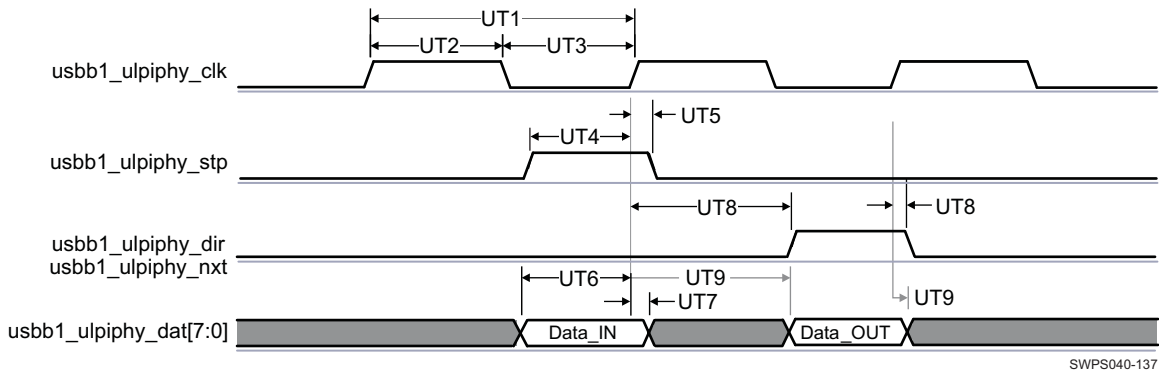 UT1
UT2 UT3
usbb1_ulpiphy_clk
UT5
UT4
usbb1_ulpiphy_stp
UT8 UT8
usbb1_ulpiphy_dir
usbb1_ulpiphy_nxt
UT6 UT9
UT7 UT9
usbb1_ulpiphy_dat[7:0] Data_IN Data_OUT
SWPS040-137